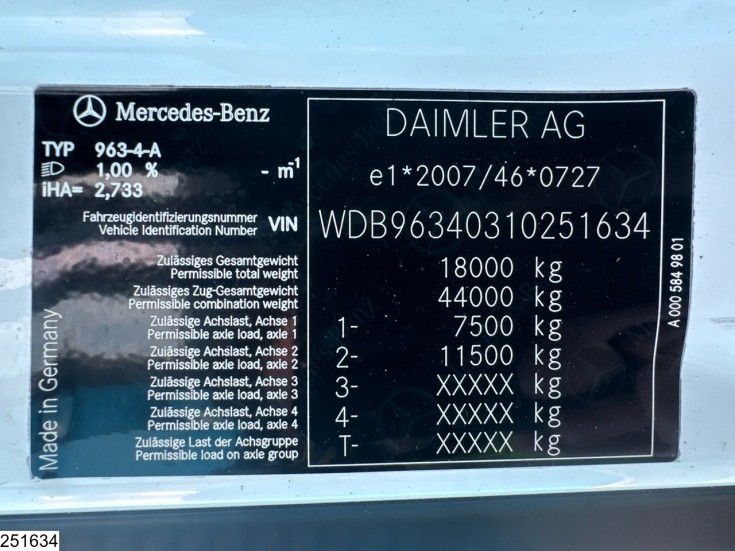 Mercedes-Benz
DAIMLER AG
TYP 963-4-A
1,00 % - m⁻¹
iHA= 2,733
e1*2007/46*0727
Fahrzeugidentifizierungsnummer
Vehicle Identification Number VIN WDB96340310251634
Zulässiges Gesamtgewicht
Permissible total weight 18000 kg
Zulässiges Zug-Gesamtgewicht
Permissible combination weight 44000 kg
Zulässige Achslast, Achse 1
Permissible axle load, axle 1 1- 7500 kg
Zulässige Achslast, Achse 2
Permissible axle load, axle 2 2- 11500 kg
Zulässige Achslast, Achse 3
Permissible axle load, axle 3 3- XXXXX kg
Zulässige Achslast, Achse 4
Permissible axle load, axle 4 4- XXXXX kg
Zulässige Last der Achsgruppe
Permissible load on axle group T- XXXXX kg
Made in Germany
A 000 584 98 01
251634